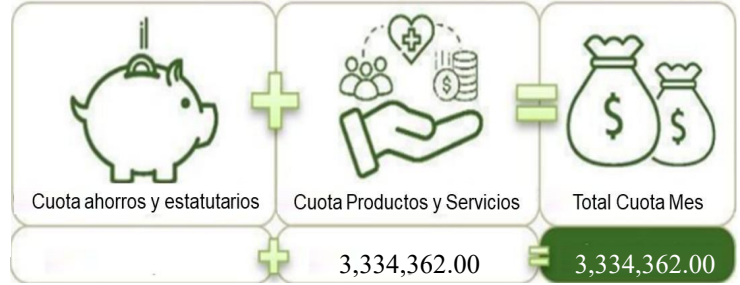 Cuota ahorros y estatutarios
+
Cuota Productos y Servicios
=
Total Cuota Mes
+
3,334,362.00
=
3,334,362.00